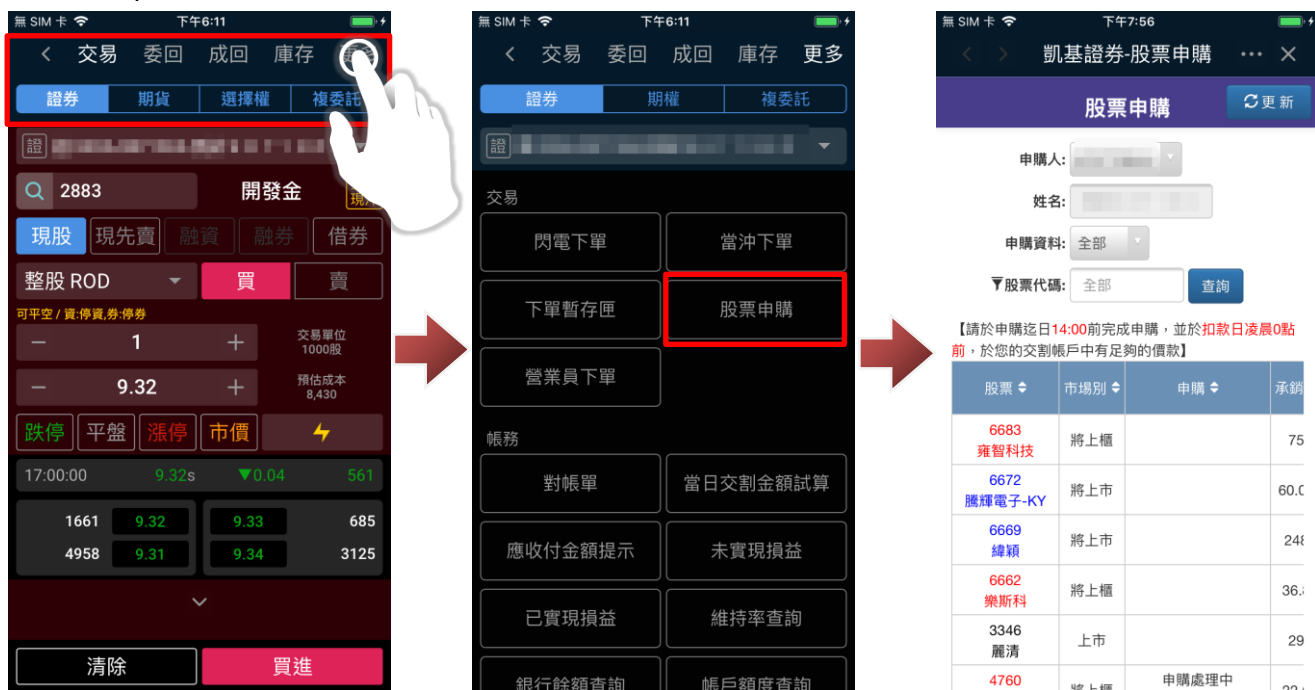 無 SIM 卡 下午6:11
交易 委回 成回 庫存
證券 期貨 選擇權 複委託
證
2883 開發金
現股 現先賣 融資 融券 借券
整股 ROD 買 賣
可平空 / 資:停資,券:停券
− 1 + 交易單位
1000股
− 9.32 + 預估成本
8,430
跌停 平盤 漲停 市價
17:00:00 9.32s ▼0.04 561
1661 9.32 9.33 685
4958 9.31 9.34 3125
清除 買進
無 SIM 卡 下午6:11
交易 委回 成回 庫存 更多
證券 期權 複委託
證
交易
閃電下單 當沖下單
下單暫存匣 股票申購
營業員下單
帳務
對帳單 當日交割金額試算
應收付金額提示 未實現損益
已實現損益 維持率查詢
銀行餘額查詢 帳戶額度查詢
無 SIM 卡 下午7:56
凱基證券-股票申購 ···
股票申購 更新
申購人:
姓名:
申購資料: 全部
▼股票代碼: 全部 查詢
【請於申購迄日14:00前完成申購，並於扣款日凌晨0點
前，於您的交割帳戶中有足夠的價款】
股票 市場別 申購 承銷
6683
雍智科技 將上櫃 75
6672
騰輝電子-KY 將上市 60.0
6669
緯穎 將上市 248
6662
樂斯科 將上櫃 36.
3346
麗清 上市 29
4760 將上櫃 申購處理中